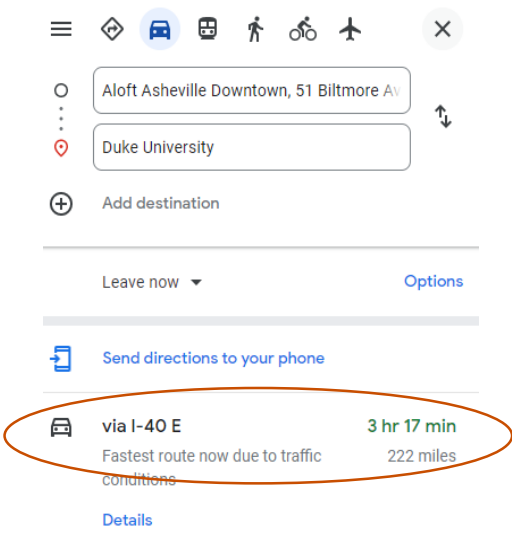 Aloft Asheville Downtown, 51 Biltmore Av
Duke University
Add destination
Leave now
Options
Send directions to your phone
via I-40 E
3 hr 17 min
Fastest route now due to traffic
222 miles
conditions
Details